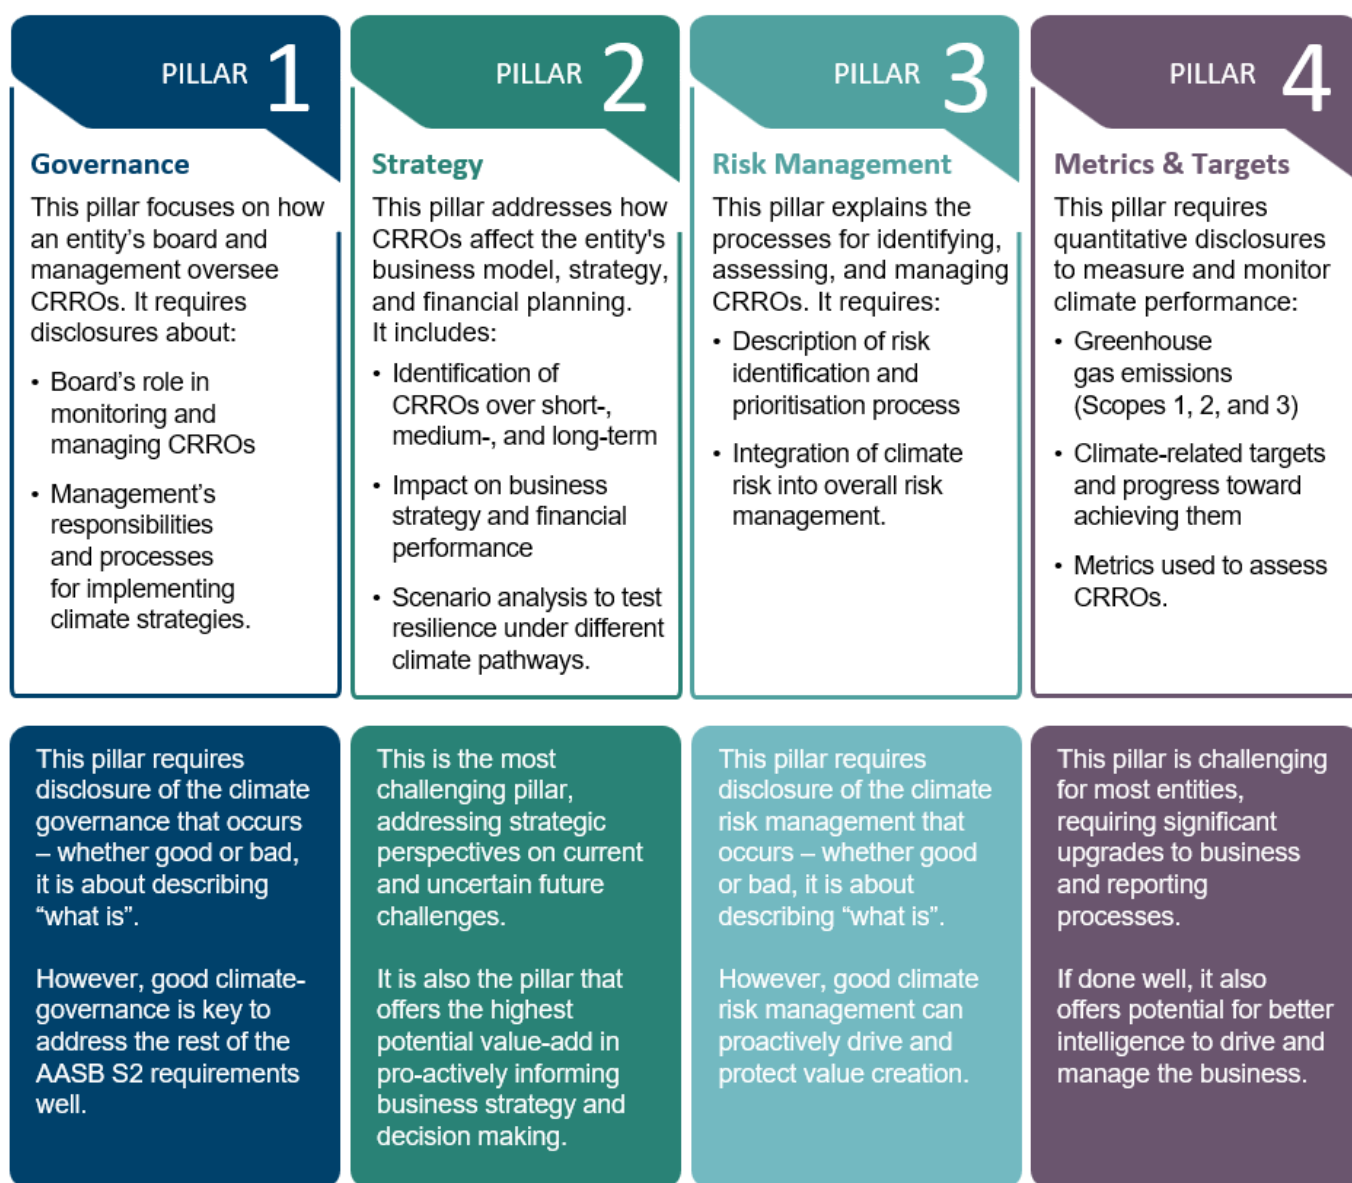 PILLAR 1
Governance
This pillar focuses on how
an entity's board and
management oversee
CRROs. It requires
disclosures about:
• Board's role in
monitoring and
managing CRROs
• Management's
responsibilities
and processes
for implementing
climate strategies.
This pillar requires
disclosure of the climate
governance that occurs
– whether good or bad,
it is about describing
“what is”.
However, good climate-
governance is key to
address the rest of the
AASB S2 requirements
well.
PILLAR 2
Strategy
This pillar addresses how
CRROs affect the entity's
business model, strategy,
and financial planning.
It includes:
• Identification of
CRROs over short-,
medium-, and long-term
• Impact on business
strategy and financial
performance
• Scenario analysis to test
resilience under different
climate pathways.
This is the most
challenging pillar,
addressing strategic
perspectives on current
and uncertain future
challenges.
It is also the pillar that
offers the highest
potential value-add in
pro-actively informing
business strategy and
decision making.
PILLAR 3
Risk Management
This pillar explains the
processes for identifying,
assessing, and managing
CRROs. It requires:
• Description of risk
identification and
prioritisation process
• Integration of climate
risk into overall risk
management.
This pillar requires
disclosure of the climate
risk management that
occurs – whether good
or bad, it is about
describing “what is”.
However, good climate
risk management can
proactively drive and
protect value creation.
PILLAR 4
Metrics & Targets
This pillar requires
quantitative disclosures
to measure and monitor
climate performance:
• Greenhouse
gas emissions
(Scopes 1, 2, and 3)
• Climate-related targets
and progress toward
achieving them
• Metrics used to assess
CRROs.
This pillar is challenging
for most entities,
requiring significant
upgrades to business
and reporting
processes.
If done well, it also
offers potential for better
intelligence to drive and
manage the business.